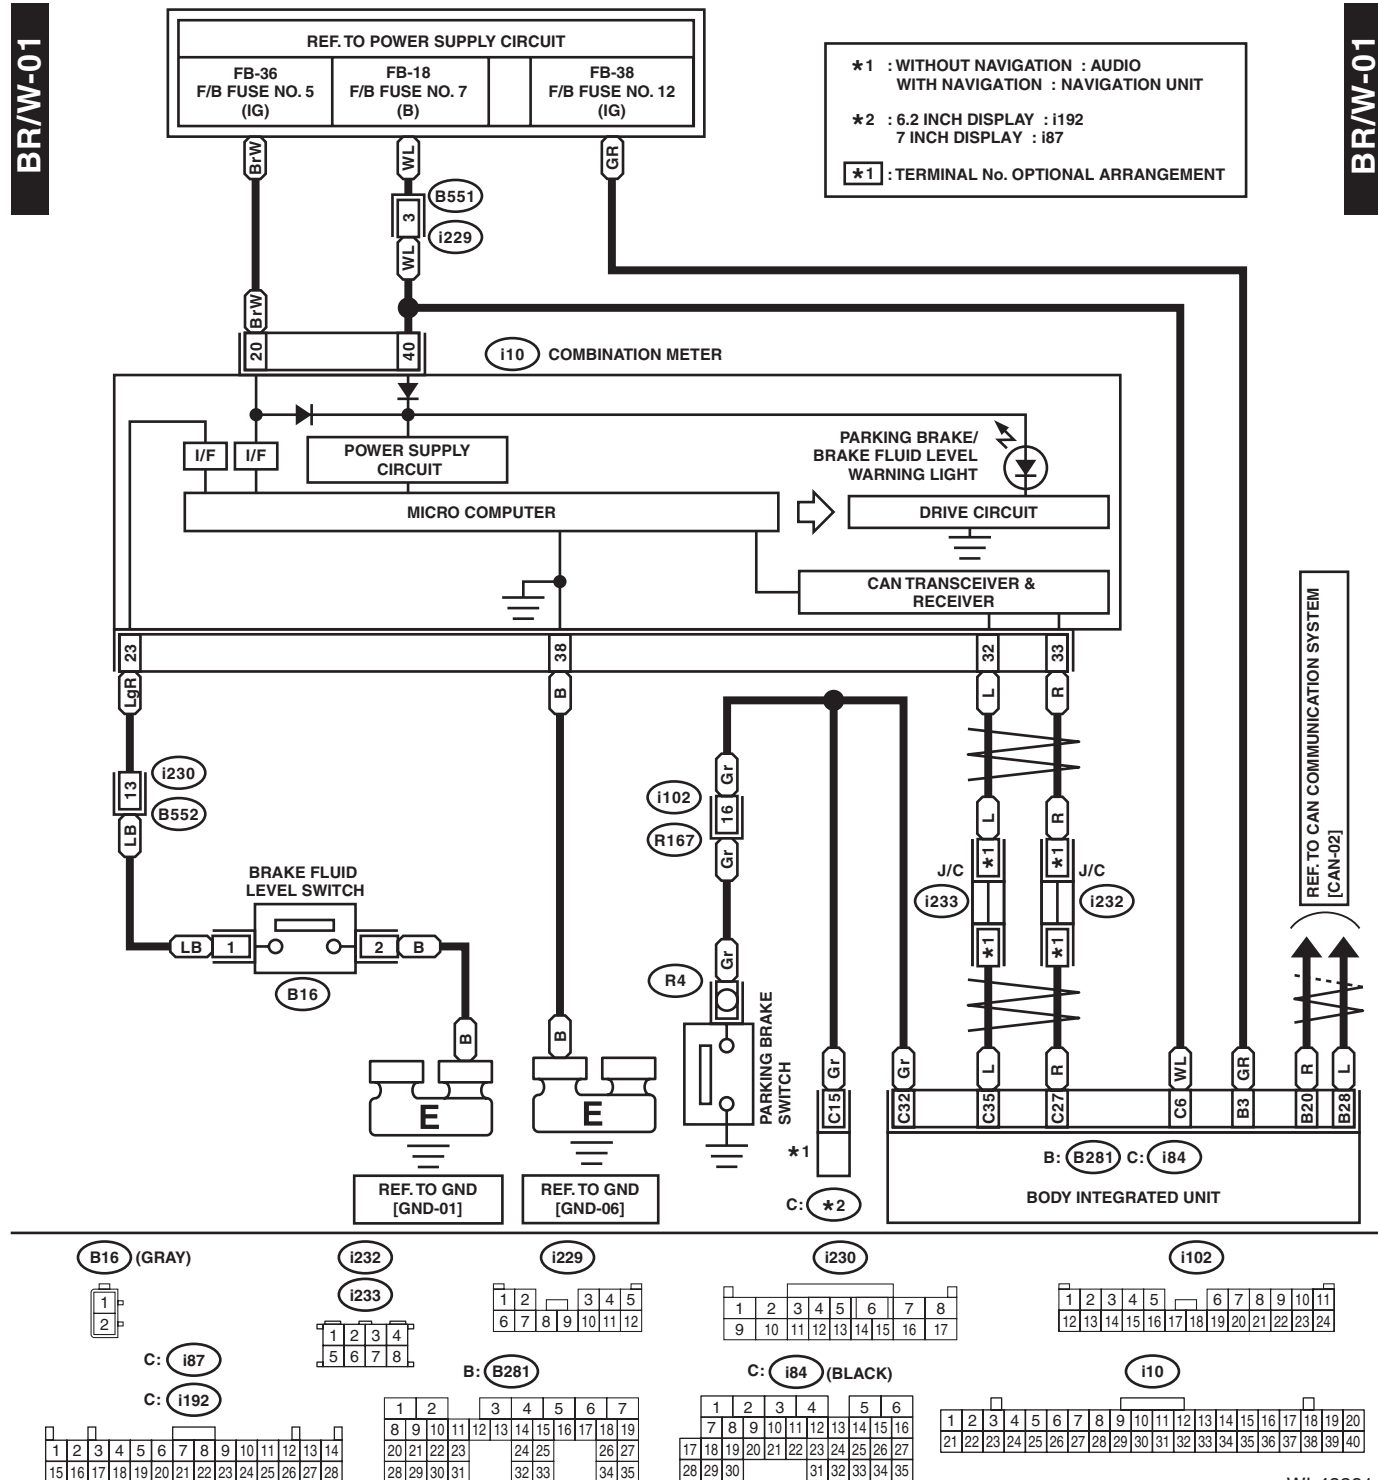 BR/W-01
BR/W-01
REF. TO POWER SUPPLY CIRCUIT
FB-36
F/B FUSE NO. 5
(IG)
FB-18
F/B FUSE NO. 7
(B)
FB-38
F/B FUSE NO. 12
(IG)
*1 : WITHOUT NAVIGATION : AUDIO
WITH NAVIGATION : NAVIGATION UNIT
*2 : 6.2 INCH DISPLAY : i192
7 INCH DISPLAY : i87
*1 : TERMINAL No. OPTIONAL ARRANGEMENT
BrW
WL
GR
B551
3
i229
WL
BrW
20
40
i10 COMBINATION METER
I/F
I/F
POWER SUPPLY
CIRCUIT
PARKING BRAKE/
BRAKE FLUID LEVEL
WARNING LIGHT
MICRO COMPUTER
DRIVE CIRCUIT
CAN TRANSCEIVER &
RECEIVER
23
38
32
33
LgR
B
L
R
REF. TO CAN COMMUNICATION SYSTEM
[CAN-02]
i230
13
B552
LB
Gr
i102
16
R167
Gr
L
R
*1
*1
J/C
J/C
i233
i232
*1
*1
BRAKE FLUID
LEVEL SWITCH
LB
1
2
B
B16
Gr
R4
PARKING BRAKE
SWITCH
B
B
Gr
Gr
L
R
WL
GR
R
L
E
E
C15
C32
C35
C27
C6
B3
B20
B28
*1
B: B281 C: i84
BODY INTEGRATED UNIT
C: *2
REF. TO GND
[GND-01]
REF. TO GND
[GND-06]
B16 (GRAY)
1
2
i232
i233
1 2 3 4
5 6 7 8
i229
1 2 3 4 5
6 7 8 9 10 11 12
i230
1 2 3 4 5 6 7 8
9 10 11 12 13 14 15 16 17
i102
1 2 3 4 5 6 7 8 9 10 11
12 13 14 15 16 17 18 19 20 21 22 23 24
C: i87
C: i192
1 2 3 4 5 6 7 8 9 10 11 12 13 14
15 16 17 18 19 20 21 22 23 24 25 26 27 28
B: B281
1 2 3 4 5 6 7
8 9 10 11 12 13 14 15 16 17 18 19
20 21 22 23 24 25 26 27
28 29 30 31 32 33 34 35
C: i84 (BLACK)
1 2 3 4 5 6
7 8 9 10 11 12 13 14 15 16
17 18 19 20 21 22 23 24 25 26 27
28 29 30 31 32 33 34 35
i10
1 2 3 4 5 6 7 8 9 10 11 12 13 14 15 16 17 18 19 20
21 22 23 24 25 26 27 28 29 30 31 32 33 34 35 36 37 38 39 40